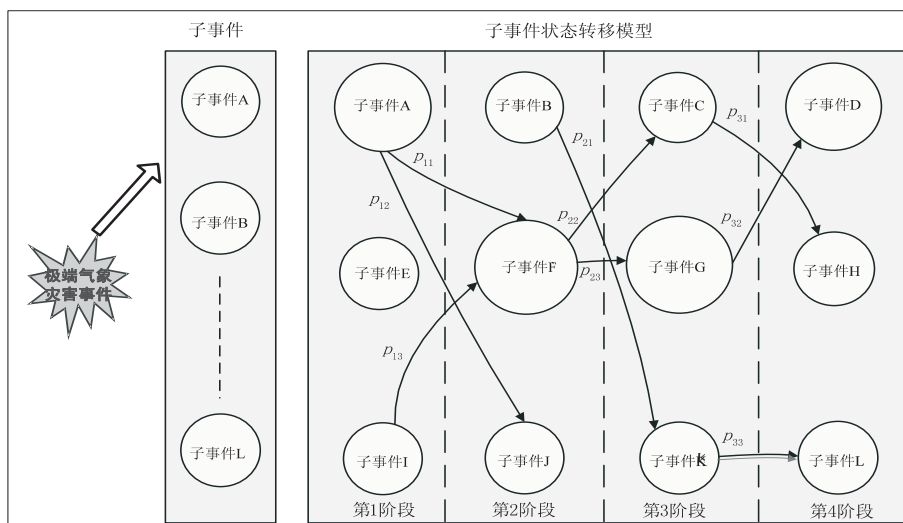 子事件
子事件状态转移模型
子事件A
子事件B
子事件L
极端气象
灾害事件
子事件A
子事件B
子事件C
子事件D
p31
p11
p21
p12
p22
p32
子事件E
子事件F
p23
子事件G
子事件H
p13
p33
子事件I
子事件J
子事件K
子事件L
第1阶段
第2阶段
第3阶段
第4阶段